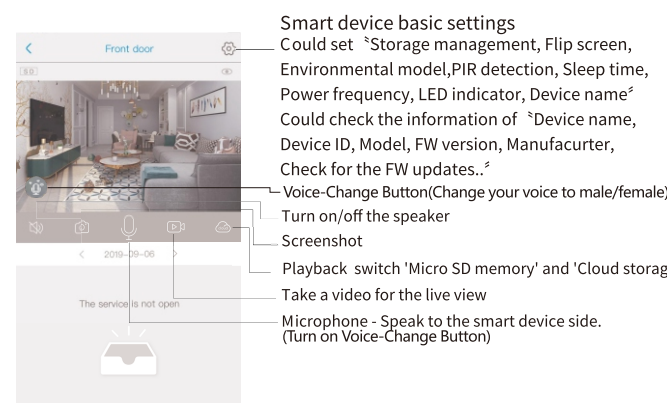 Smart device basic settings
Front door
Could set〝Storage management, Flip screen,
SD
Environmental model,PIR detection, Sleep time,
Power frequency, LED indicator, Device name〞
Could check the information of〝Device name,
Device ID, Model, FW version, Manufacurter,
Check for the FW updates..〞
Voice-Change Button(Change your voice to male/female)
Turn on/off the speaker
Screenshot
< 2019-09-06 >
Playback switch 'Micro SD memory' and 'Cloud storag
Take a video for the live view
The service is not open
Microphone - Speak to the smart device side.
(Turn on Voice-Change Button)